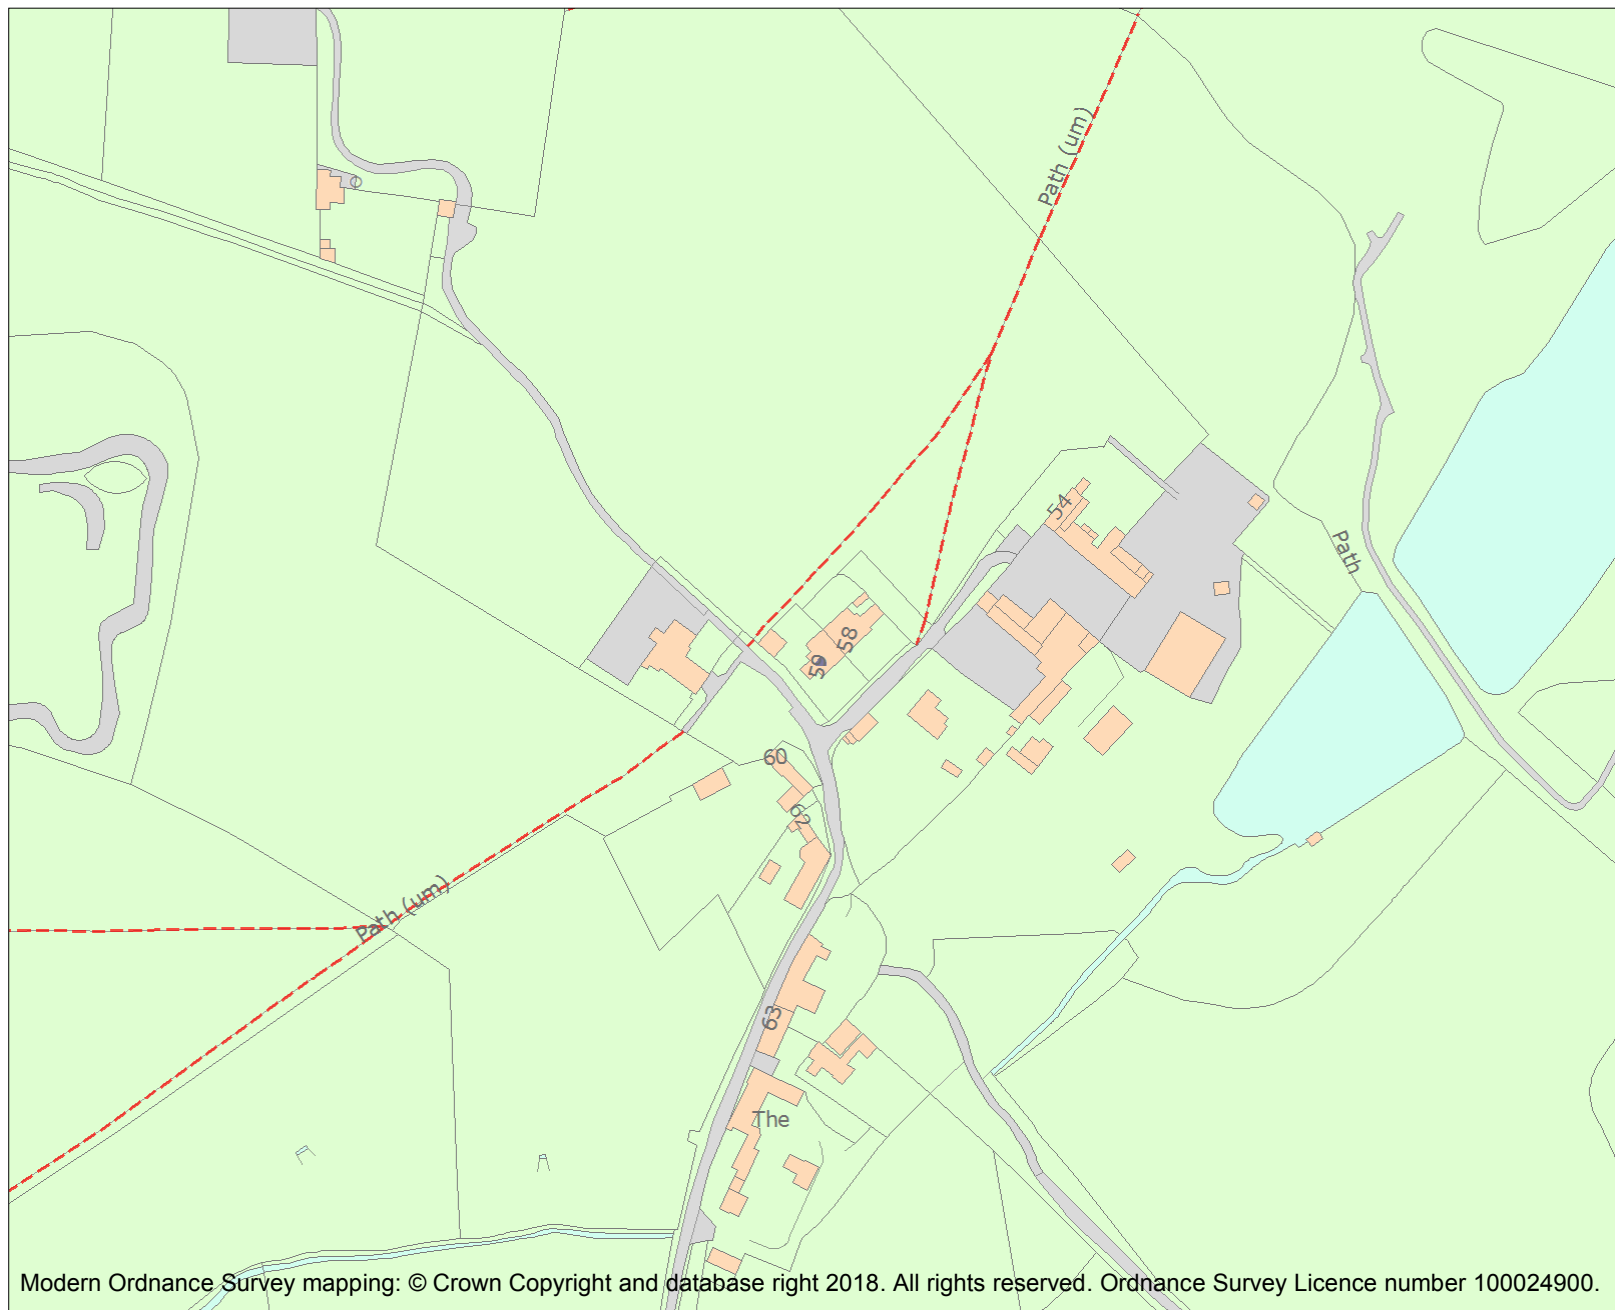 Path (um)
54
Path
58
59
60
62
Path (um)
63
The
Modern Ordnance Survey mapping: © Crown Copyright and database right 2018. All rights reserved. Ordnance Survey Licence number 100024900.